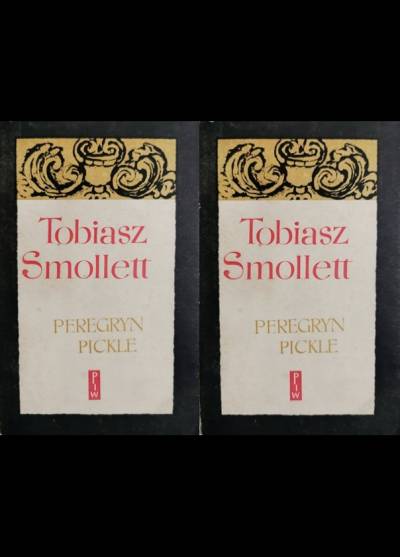 Tobiasz
Smollett
PEREGRYN
PICKLE
PIW
Tobiasz
Smollett
PEREGRYN
PICKLE
PIW